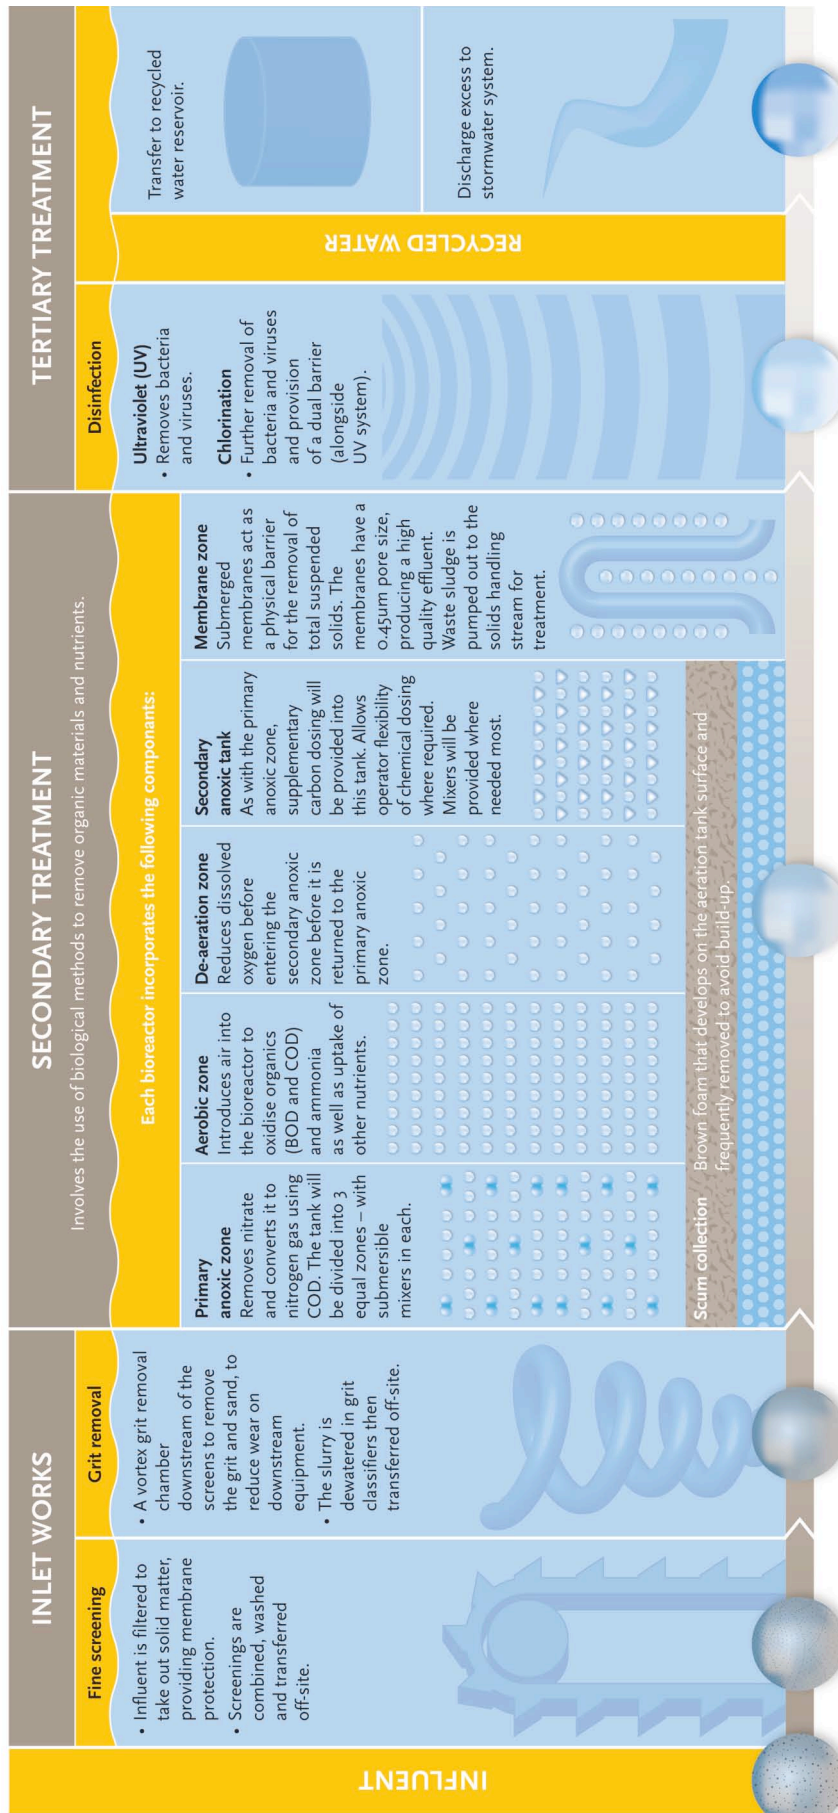 INFLUENT
INLET WORKS
Fine screening
• Influent is filtered to
take out solid matter,
providing membrane
protection.
• Screenings are
combined, washed
and transferred
off-site.
Grit removal
• A vortex grit removal
chamber
downstream of the
screens to remove
the grit and sand, to
reduce wear on
downstream
equipment.
• The slurry is
dewatered in grit
classifiers then
transferred off-site.
SECONDARY TREATMENT
Involves the use of biological methods to remove organic materials and nutrients.
Each bioreactor incorporates the following componants:
Primary
anoxic zone
Removes nitrate
and converts it to
nitrogen gas using
COD. The tank will
be divided into 3
equal zones – with
submersible
mixers in each.
Aerobic zone
Introduces air into
the bioreactor to
oxidise organics
(BOD and COD)
and ammonia
as well as uptake of
other nutrients.
De-aeration zone
Reduces dissolved
oxygen before
entering the
secondary anoxic
zone before it is
returned to the
primary anoxic
zone.
Secondary
anoxic tank
As with the primary
anoxic zone,
supplementary
carbon dosing will
be provided into
this tank. Allows
operator flexibility
of chemical dosing
where required.
Mixers will be
provided where
needed most.
Membrane zone
Submerged
membranes act as
a physical barrier
for the removal of
total suspended
solids. The
membranes have a
0.45um pore size,
producing a high
quality effluent.
Waste sludge is
pumped out to the
solids handling
stream for
treatment.
Scum collection Brown foam that develops on the aeration tank surface and
frequently removed to avoid build-up.
TERTIARY TREATMENT
Disinfection
Ultraviolet (UV)
• Removes bacteria
and viruses.
Chlorination
• Further removal of
bacteria and viruses
and provision
of a dual barrier
(alongside
UV system).
RECYCLED WATER
Transfer to recycled
water reservoir.
Discharge excess to
stormwater system.